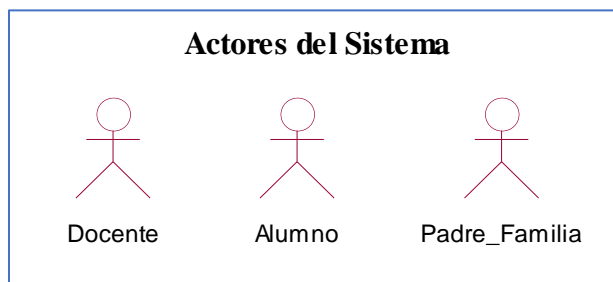 Actores del Sistema
Docente
Alumno
Padre_Familia